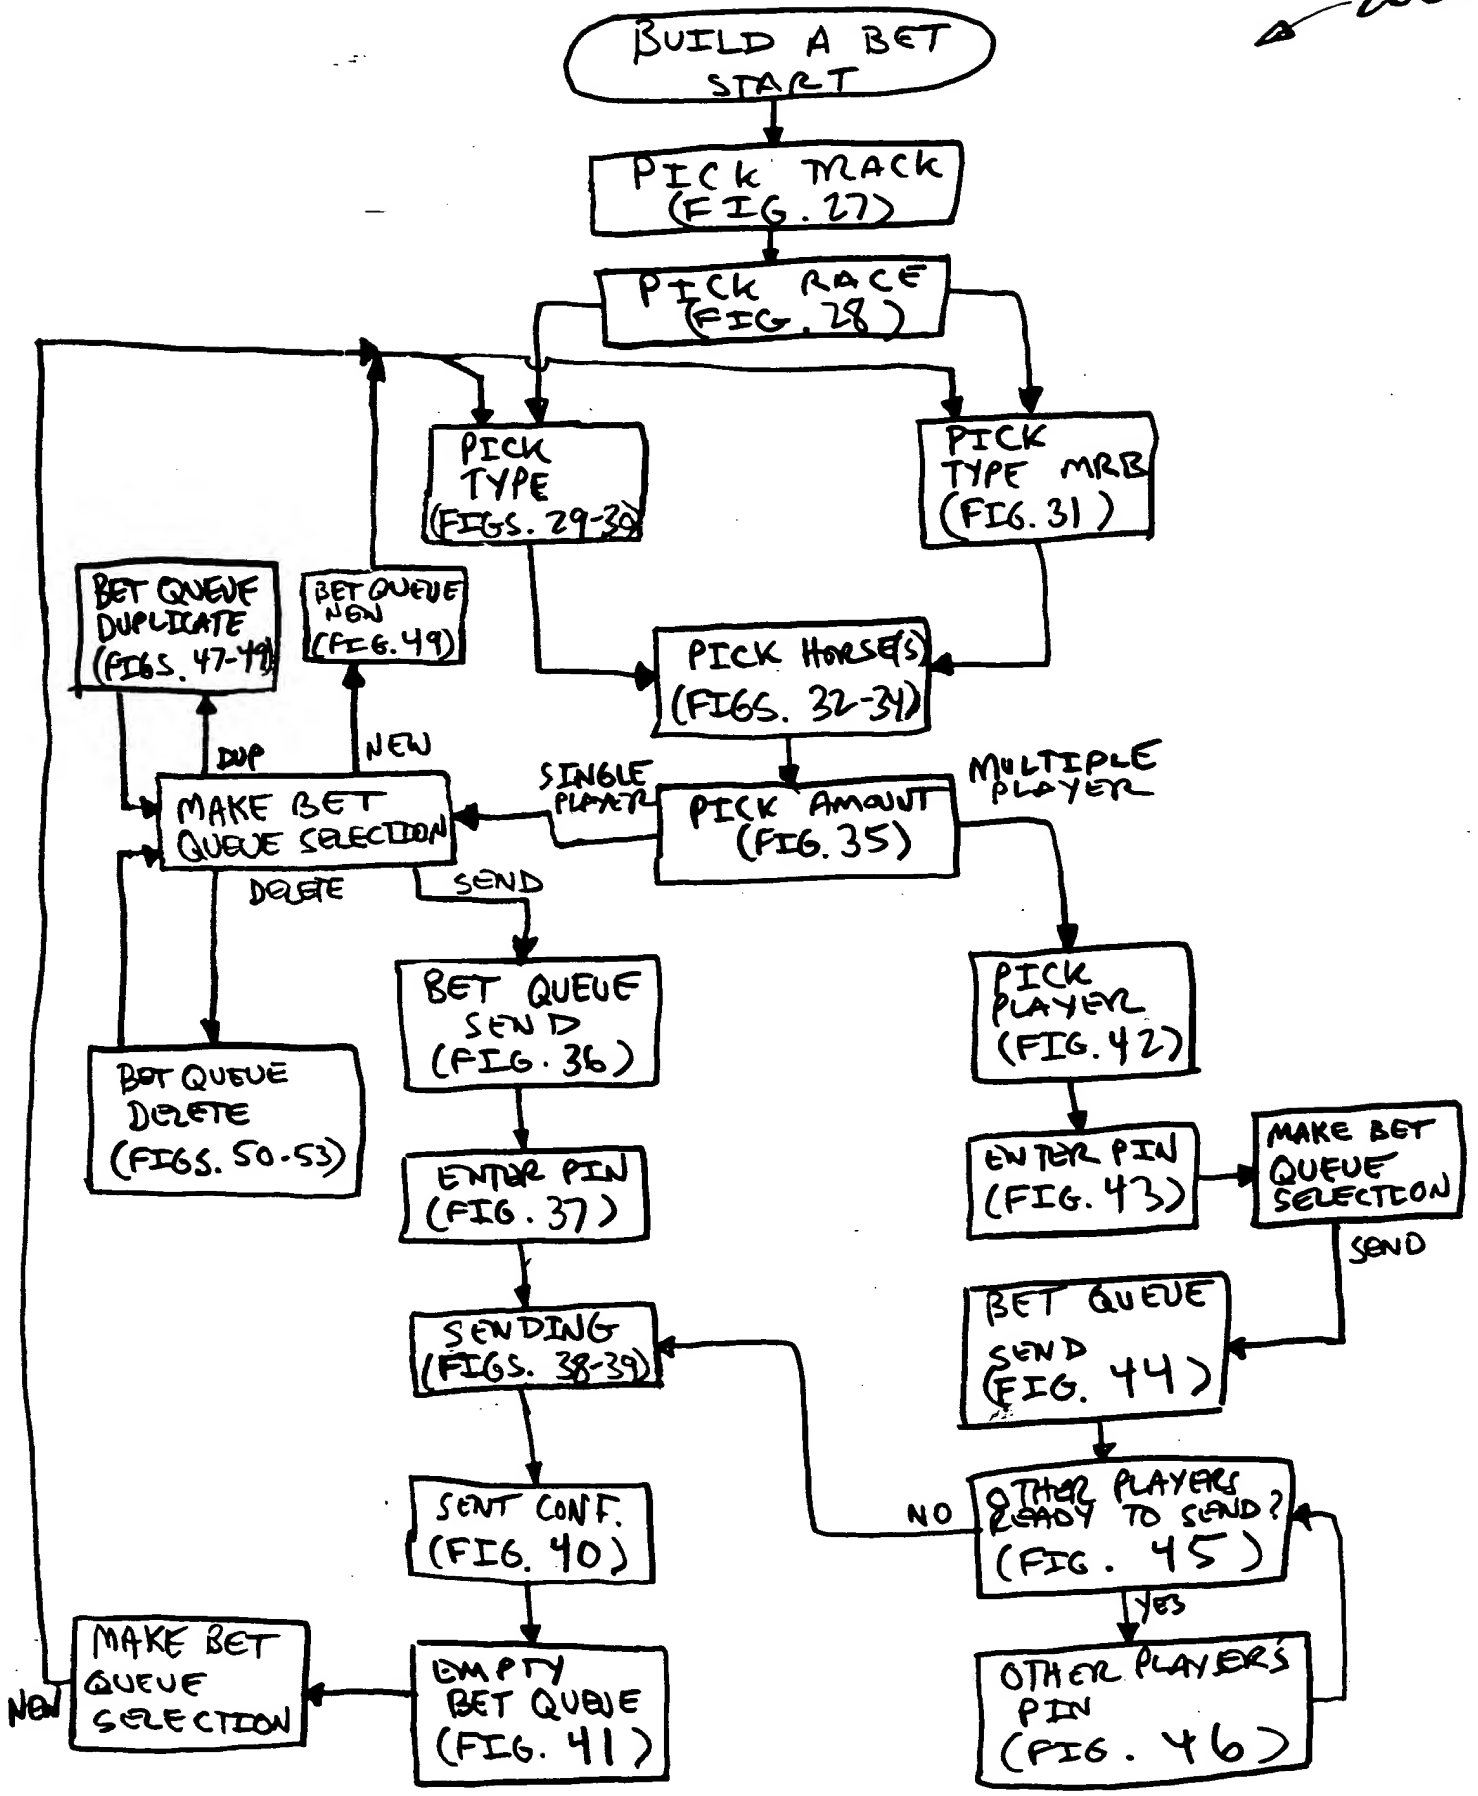 BUILD A BET
START
PICK TRACK
(FIG. 27)
PICK RACE
(FIG. 28)
PICK
TYPE
(FIGS. 29-30)
PICK
TYPE MRB
(FIG. 31)
BET QUEUE
DUPLICATE
(FIGS. 47-49)
BET QUEUE
NEW
(FIG. 49)
PICK HORSE(S)
(FIGS. 32-34)
DUP
NEW
SINGLE
PLAYER
MULTIPLE
PLAYER
MAKE BET
QUEUE SELECTION
PICK AMOUNT
(FIG. 35)
DELETE
SEND
BET QUEUE
SEND
(FIG. 36)
PICK
PLAYER
(FIG. 42)
BET QUEUE
DELETE
(FIGS. 50-53)
ENTER PIN
(FIG. 37)
ENTER PIN
(FIG. 43)
MAKE BET
QUEUE
SELECTION
SEND
SENDING
(FIGS. 38-39)
BET QUEUE
SEND
(FIG. 44)
SENT CONF.
(FIG. 40)
NO
OTHER PLAYERS
READY TO SEND?
(FIG. 45)
YES
MAKE BET
QUEUE
SELECTION
NEW
EMPTY
BET QUEUE
(FIG. 41)
OTHER PLAYER'S
PIN
(FIG. 46)